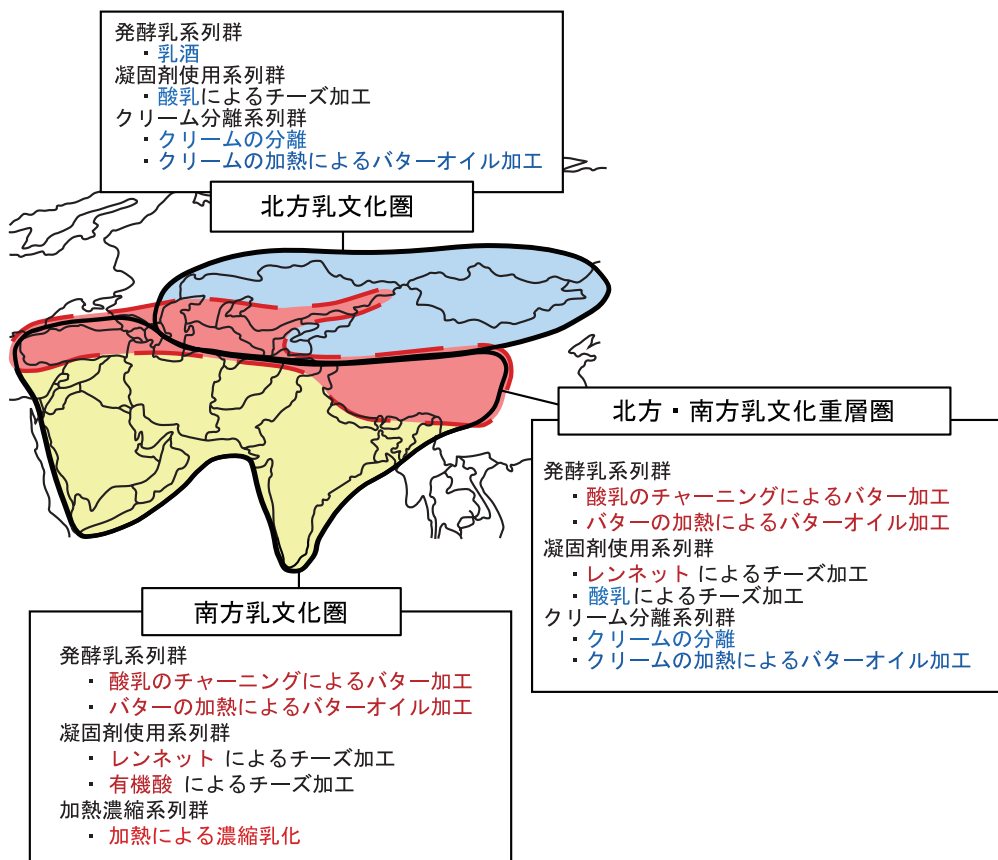 発酵乳系列群
・乳酒
凝固剤使用系列群
・酸乳によるチーズ加工
クリーム分離系列群
・クリームの分離
・クリームの加熱によるバターオイル加工
北方乳文化圏
北方・南方乳文化重層圏
発酵乳系列群
・酸乳のチャーニングによるバター加工
・バターの加熱によるバターオイル加工
凝固剤使用系列群
・レンネット によるチーズ加工
・酸乳によるチーズ加工
クリーム分離系列群
・クリームの分離
・クリームの加熱によるバターオイル加工
南方乳文化圏
発酵乳系列群
・酸乳のチャーニングによるバター加工
・バターの加熱によるバターオイル加工
凝固剤使用系列群
・レンネット によるチーズ加工
・有機酸 によるチーズ加工
加熱濃縮系列群
・加熱による濃縮乳化